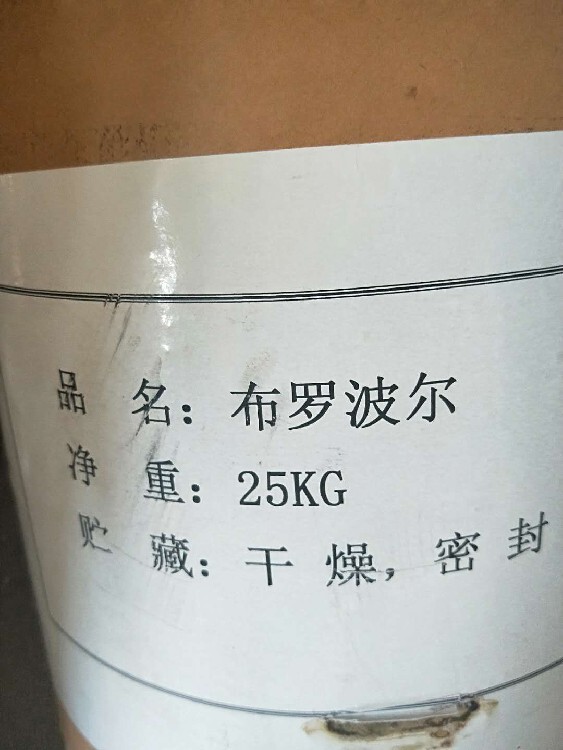 品 名：布罗波尔
净 重：25KG
贮 藏：干 燥，密 封